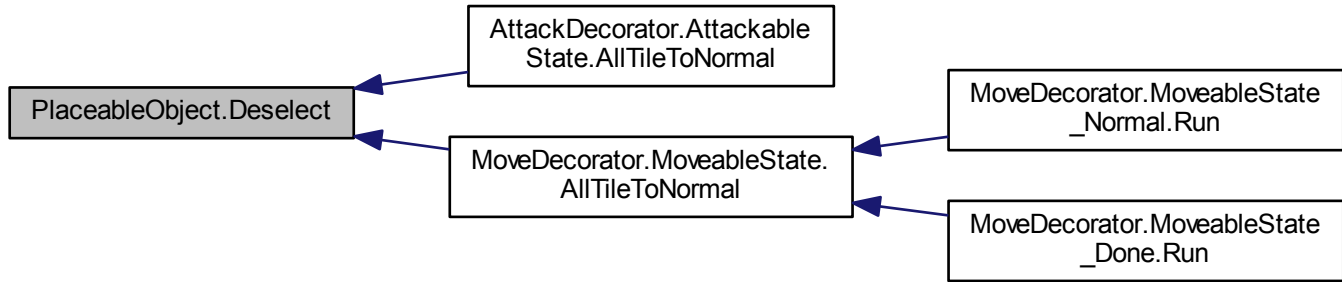 PlaceableObject.Deselect
AttackDecorator.Attackable
State.AllTileToNormal
MoveDecorator.MoveableState.
AllTileToNormal
MoveDecorator.MoveableState
_Normal.Run
MoveDecorator.MoveableState
_Done.Run